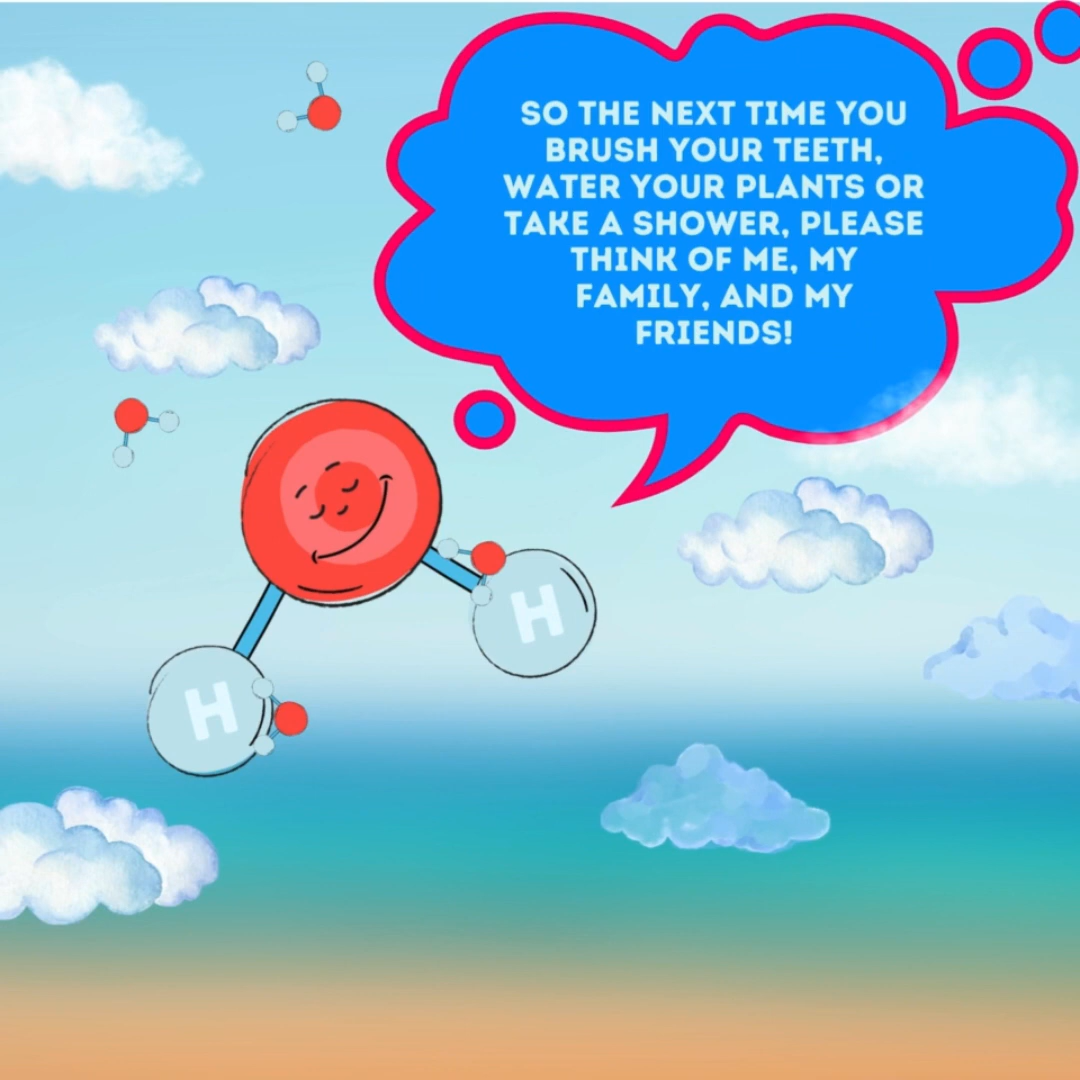 SO THE NEXT TIME YOU
BRUSH YOUR TEETH,
WATER YOUR PLANTS OR
TAKE A SHOWER, PLEASE
THINK OF ME, MY
FAMILY, AND MY
FRIENDS!
H
H